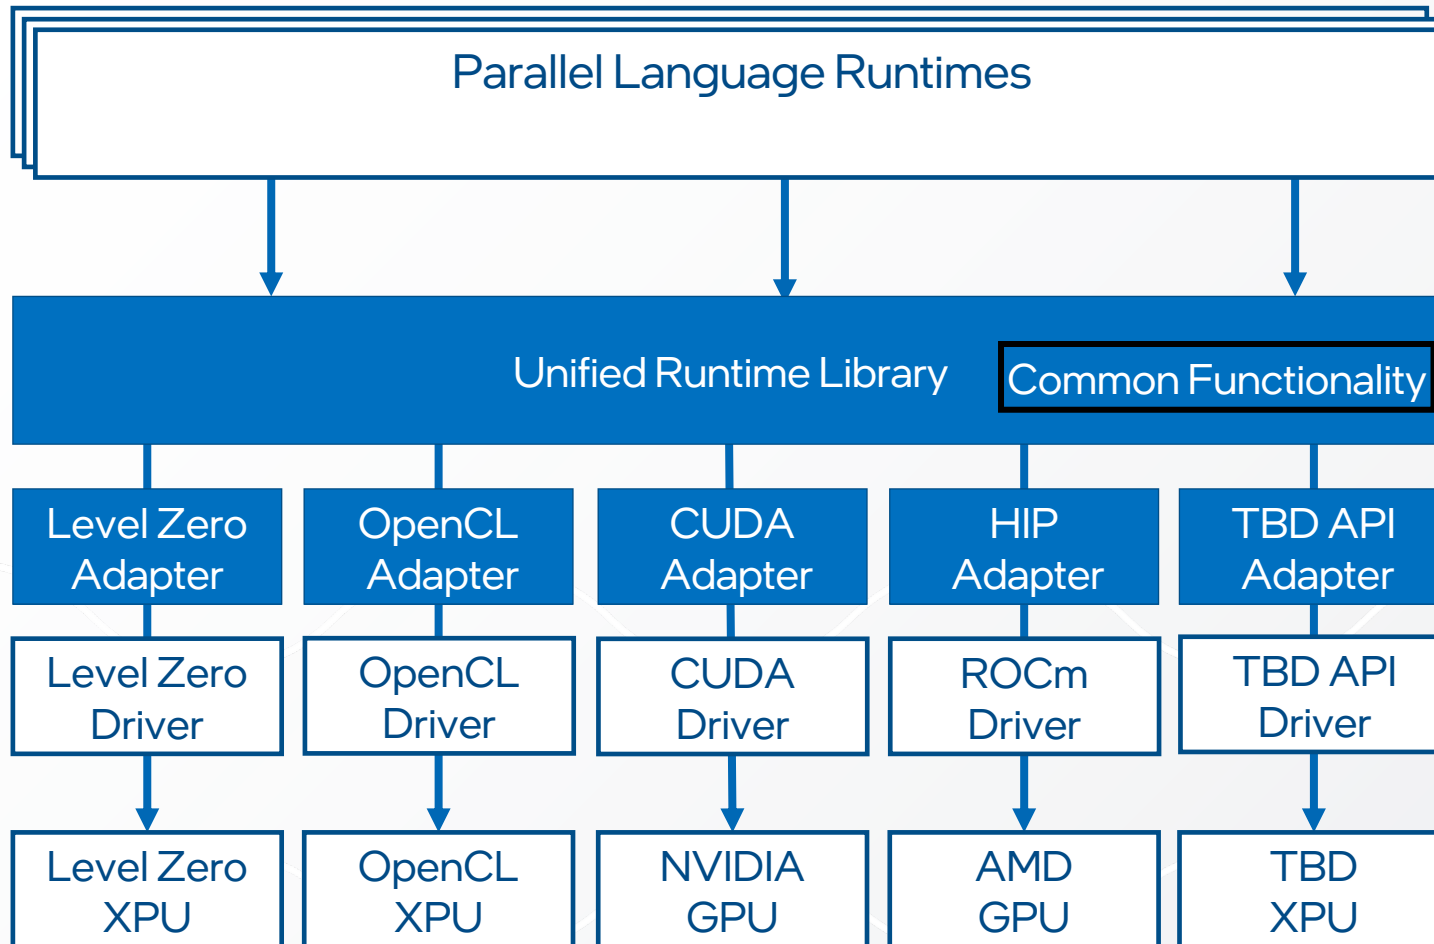 Parallel Language Runtimes
Unified Runtime Library
Common Functionality
Level Zero
Adapter
OpenCL
Adapter
CUDA
Adapter
HIP
Adapter
TBD API
Adapter
Level Zero
Driver
OpenCL
Driver
CUDA
Driver
ROCm
Driver
TBD API
Driver
Level Zero
XPU
OpenCL
XPU
NVIDIA
GPU
AMD
GPU
TBD
XPU